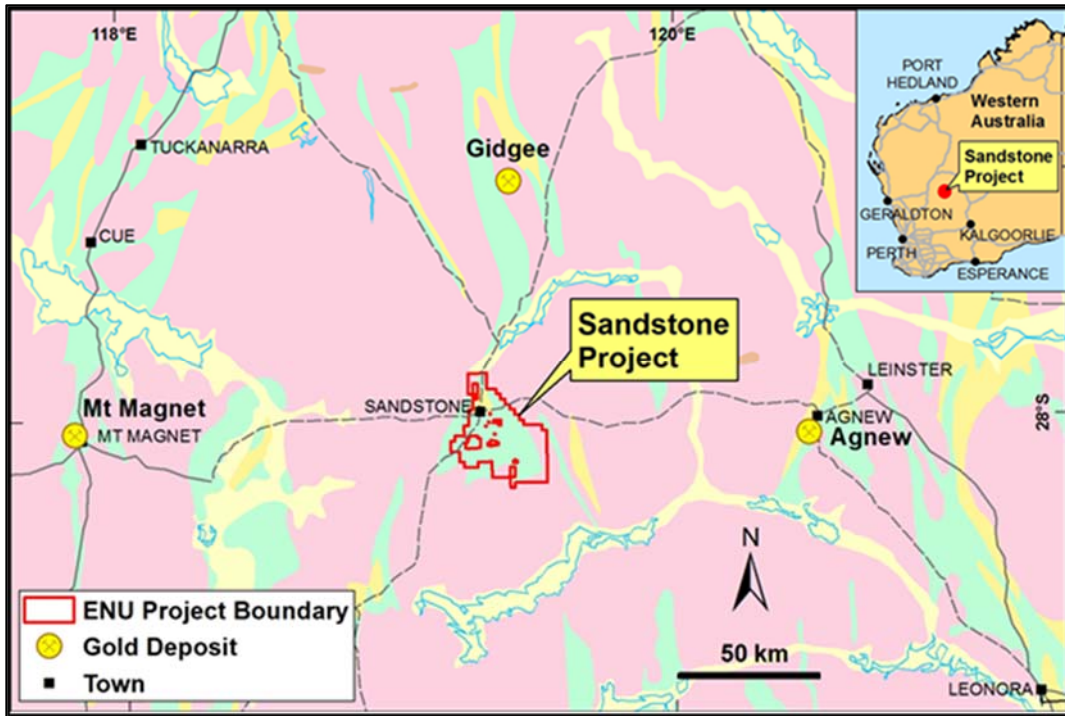 118°E
120°E
PORT
HEDLAND
Western
Australia
Sandstone
Project
GERALDTON
KALGOORLIE
PERTH
ESPERANCE
TUCKANARRA
Gidgee
CUE
Sandstone
Project
LEINSTER
SANDSTONE
AGNEW
Agnew
28°S
Mt Magnet
MT MAGNET
N
50 km
LEONORA
ENU Project Boundary
Gold Deposit
Town